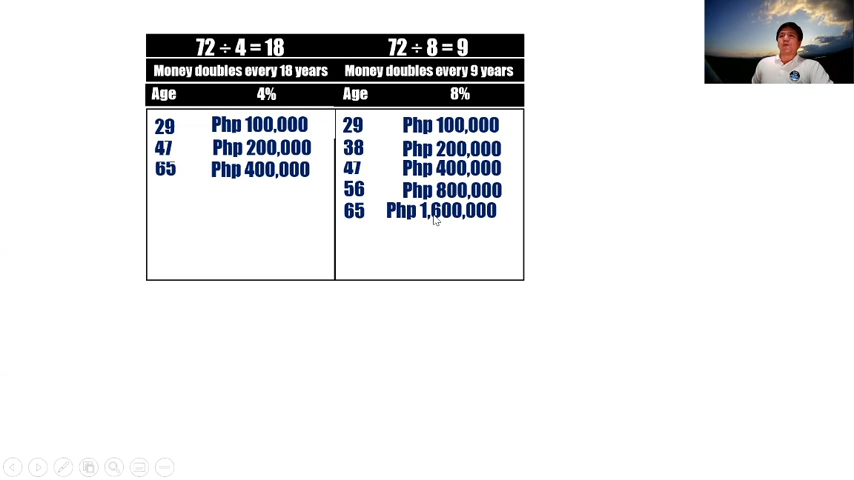 72 ÷ 4 = 18
Money doubles every 18 years
Age 4%
29 Php 100,000
47 Php 200,000
65 Php 400,000
72 ÷ 8 = 9
Money doubles every 9 years
Age 8%
29 Php 100,000
38 Php 200,000
47 Php 400,000
56 Php 800,000
65 Php 1,600,000